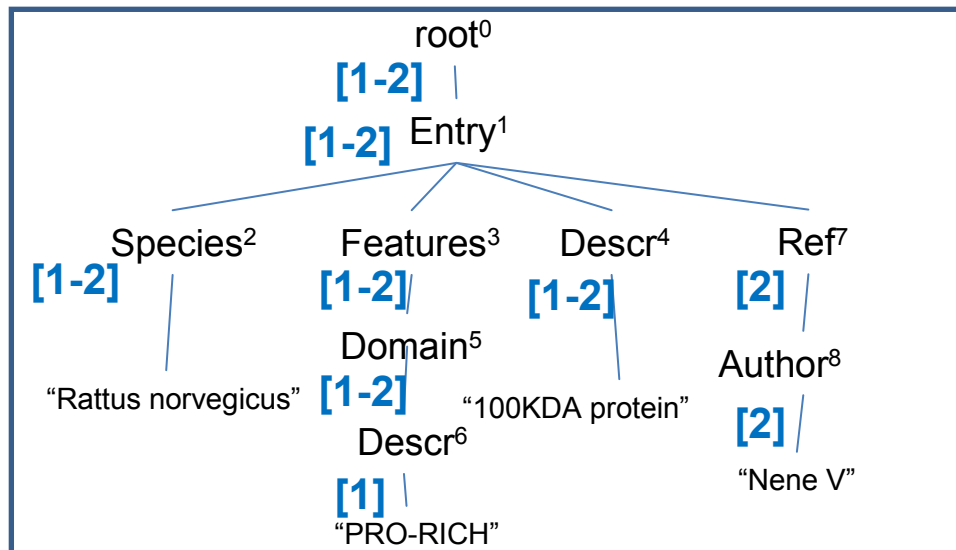 root⁰
[1-2]
Entry¹
[1-2]
Species² Features³ Descr⁴ Ref⁷
[1-2] [1-2] [1-2] [2]
Domain⁵ Author⁸
“Rattus norvegicus” [1-2] “100KDA protein” [2]
Descr⁶ “Nene V”
[1]
“PRO-RICH”